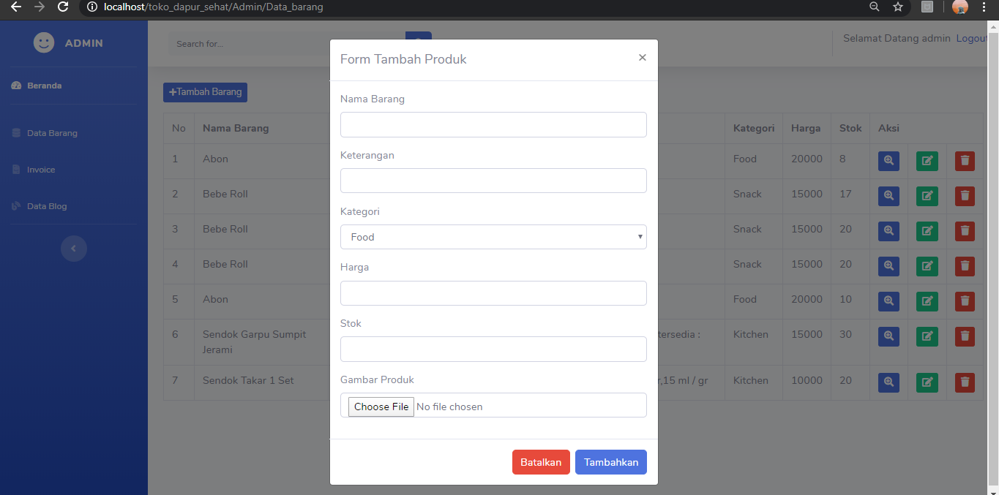 localhost/toko_dapur_sehat/Admin/Data_barang
ADMIN
Search for...
Selamat Datang admin Logout
Beranda
Data Barang
Invoice
Data Blog
+Tambah Barang
No Nama Barang Kategori Harga Stok Aksi
1 Abon Food 20000 8
2 Bebe Roll Snack 15000 17
3 Bebe Roll Snack 15000 20
4 Bebe Roll Snack 15000 20
5 Abon Food 20000 10
6 Sendok Garpu Sumpit tersedia : Kitchen 15000 30
Jerami
7 Sendok Takar 1 Set r,15 ml / gr Kitchen 10000 20
Form Tambah Produk ×
Nama Barang
Keterangan
Kategori
Food
Harga
Stok
Gambar Produk
Choose File No file chosen
Batalkan Tambahkan